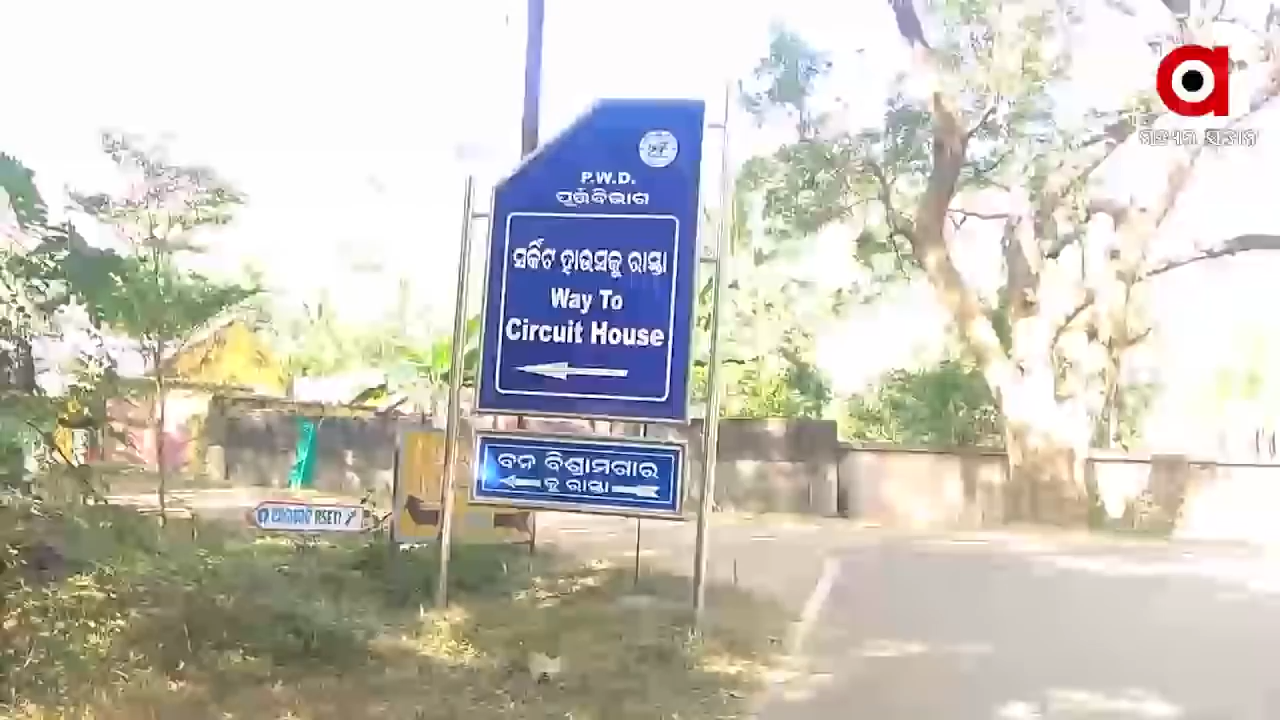 P.W.D.
ପୂର୍ତ୍ତବିଭାଗ
ସର୍କିଟ ହାଉସକୁ ରାସ୍ତା
Way To
Circuit House
ବନ ବିଶ୍ରାମଗାର
କୁ ରାସ୍ତା
RSETI